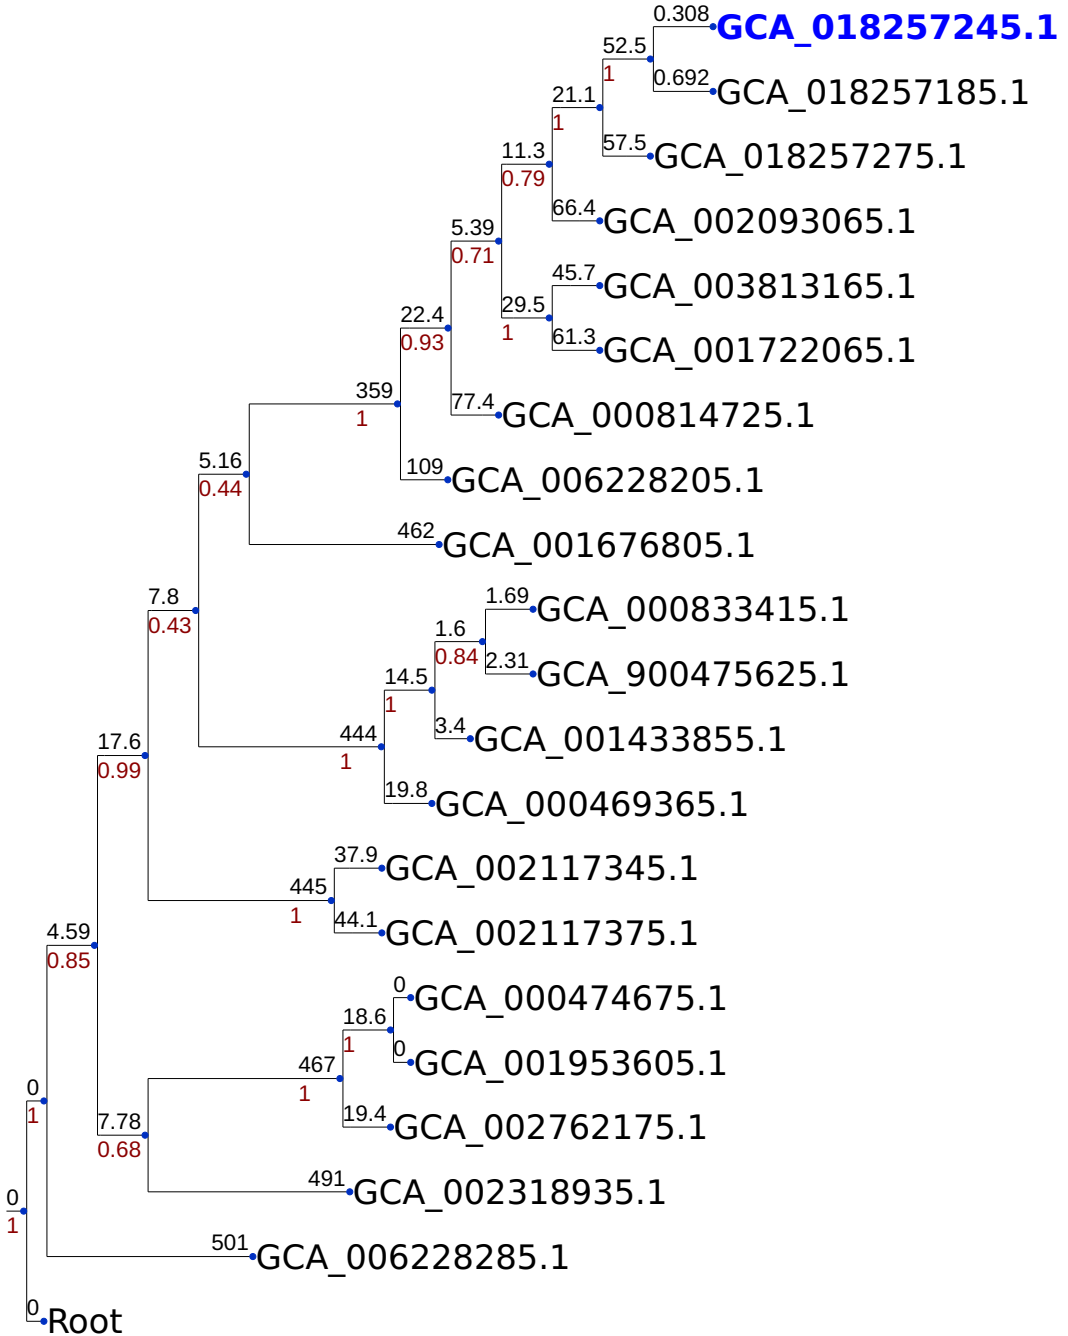 0.308
GCA_018257245.1
52.5
1
0.692
GCA_018257185.1
21.1
1
57.5
GCA_018257275.1
11.3
0.79
66.4
GCA_002093065.1
5.39
0.71
45.7
GCA_003813165.1
29.5
1
61.3
GCA_001722065.1
22.4
0.93
77.4
GCA_000814725.1
359
1
109
GCA_006228205.1
5.16
0.44
462
GCA_001676805.1
7.8
0.43
1.69
GCA_000833415.1
1.6
0.84
2.31
GCA_900475625.1
14.5
1
3.4
GCA_001433855.1
444
1
19.8
GCA_000469365.1
17.6
0.99
37.9
GCA_002117345.1
445
1
44.1
GCA_002117375.1
4.59
0.85
0
GCA_000474675.1
18.6
1
0
GCA_001953605.1
467
1
19.4
GCA_002762175.1
0
1
7.78
0.68
491
GCA_002318935.1
0
1
501
GCA_006228285.1
0
Root